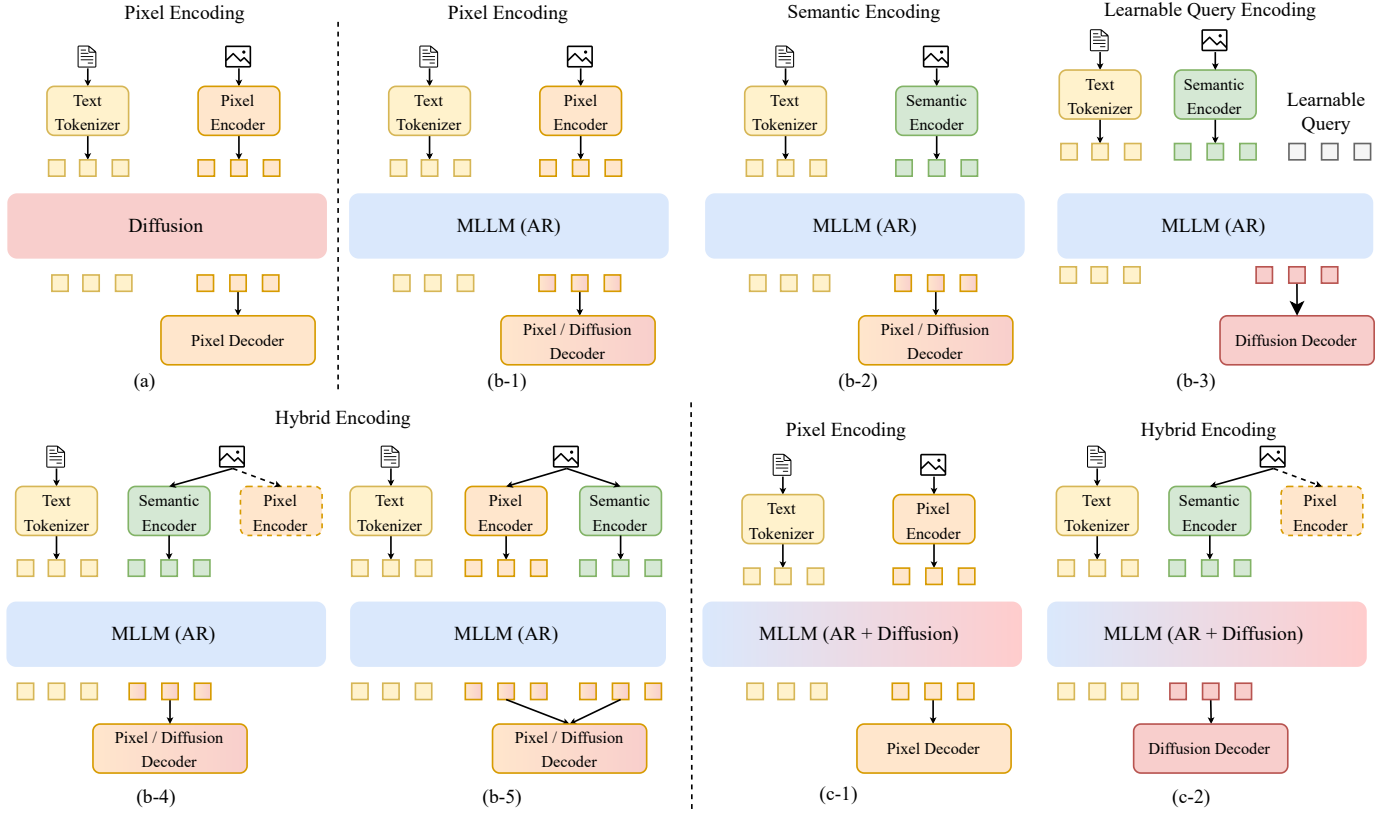 Pixel Encoding
Text
Tokenizer
Pixel
Encoder
Diffusion
Pixel Decoder
(a)
Pixel Encoding
Text
Tokenizer
Pixel
Encoder
MLLM (AR)
Pixel / Diffusion
Decoder
(b-1)
Semantic Encoding
Text
Tokenizer
Semantic
Encoder
MLLM (AR)
Pixel / Diffusion
Decoder
(b-2)
Learnable Query Encoding
Text
Tokenizer
Semantic
Encoder
Learnable
Query
MLLM (AR)
Diffusion Decoder
(b-3)
Hybrid Encoding
Text
Tokenizer
Semantic
Encoder
Pixel
Encoder
MLLM (AR)
Pixel / Diffusion
Decoder
(b-4)
Text
Tokenizer
Pixel
Encoder
Semantic
Encoder
MLLM (AR)
Pixel / Diffusion
Decoder
(b-5)
Pixel Encoding
Text
Tokenizer
Pixel
Encoder
MLLM (AR + Diffusion)
Pixel Decoder
(c-1)
Hybrid Encoding
Text
Tokenizer
Semantic
Encoder
Pixel
Encoder
MLLM (AR + Diffusion)
Diffusion Decoder
(c-2)